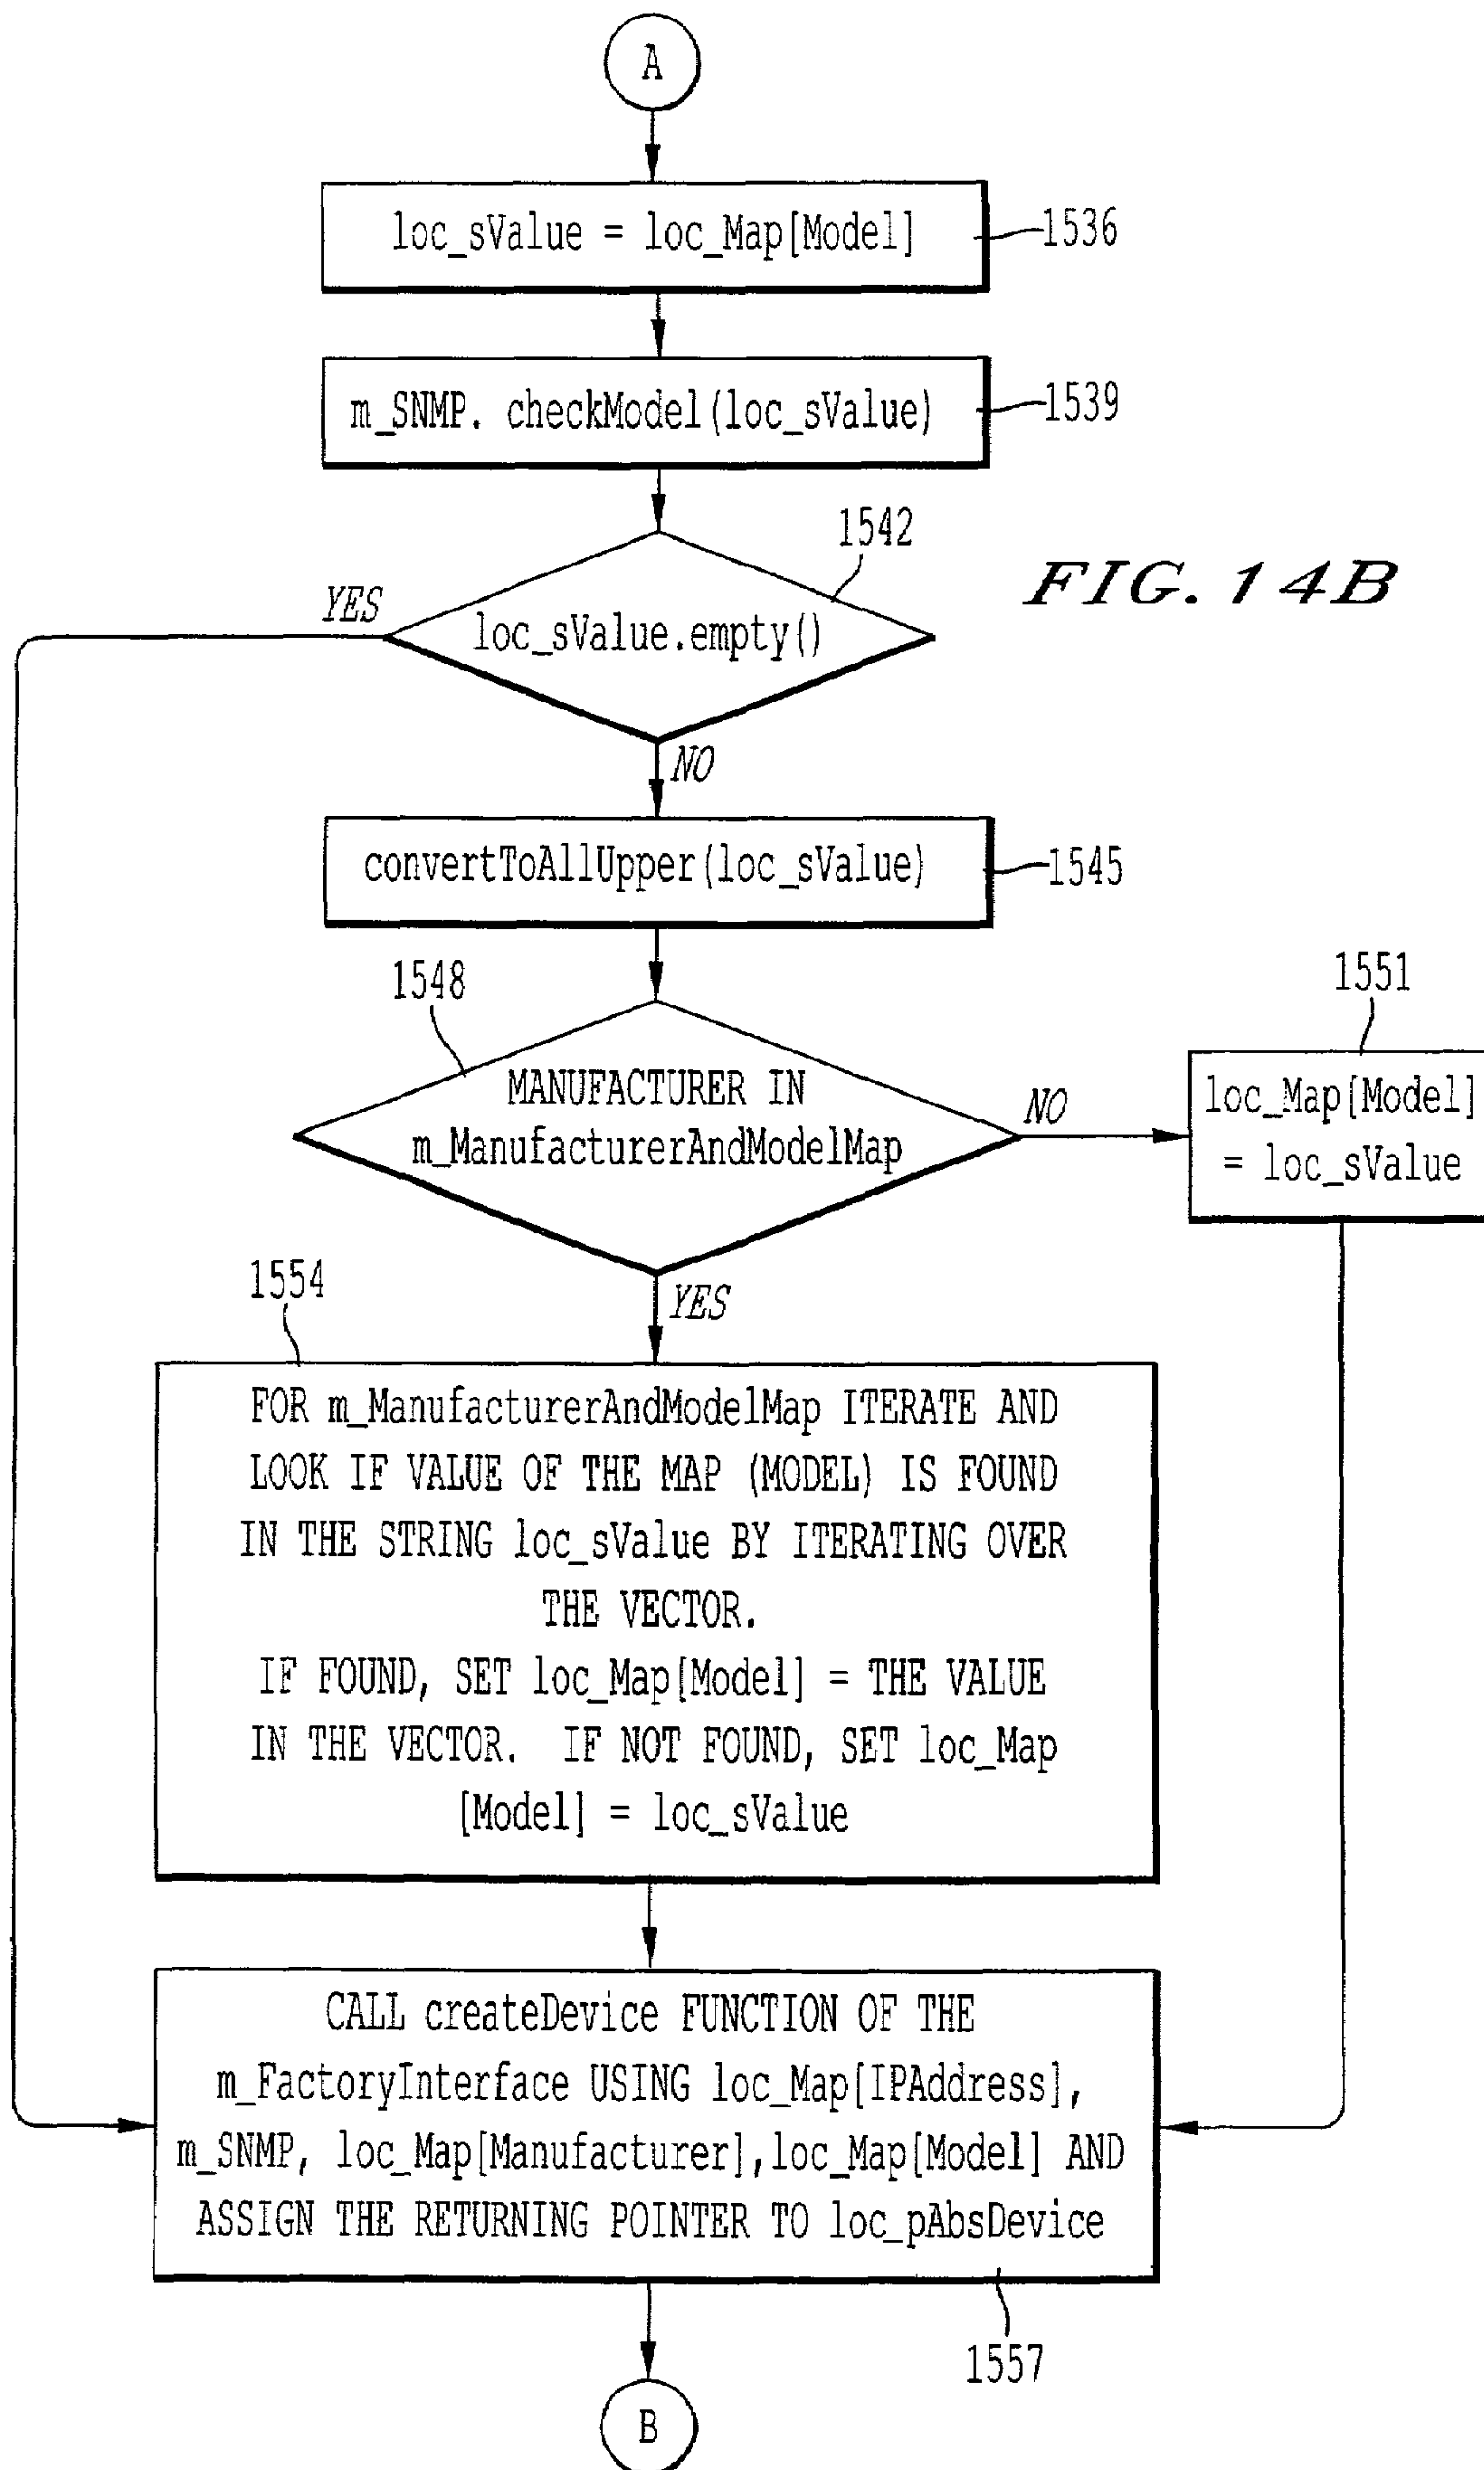 A
loc_sValue = loc_Map[Model]
1536
m_SNMP. checkModel(loc_sValue)
1539
1542
FIG. 14B
YES
loc_sValue.empty()
NO
convertToAllUpper(loc_sValue)
1545
1548
1551
MANUFACTURER IN
m_ManufacturerAndModelMap
NO
loc_Map[Model]
= loc_sValue
1554
YES
FOR m_ManufacturerAndModelMap ITERATE AND
LOOK IF VALUE OF THE MAP (MODEL) IS FOUND
IN THE STRING loc_sValue BY ITERATING OVER
THE VECTOR.
IF FOUND, SET loc_Map[Model] = THE VALUE
IN THE VECTOR. IF NOT FOUND, SET loc_Map
[Model] = loc_sValue
CALL createDevice FUNCTION OF THE
m_FactoryInterface USING loc_Map[IPAddress],
m_SNMP, loc_Map[Manufacturer],loc_Map[Model] AND
ASSIGN THE RETURNING POINTER TO loc_pAbsDevice
1557
B